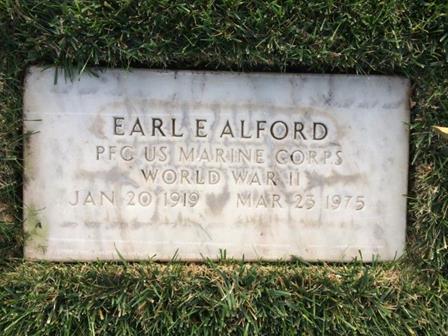 EARL E ALFORD
PFC US MARINE CORPS
WORLD WAR II
JAN 20 1919 MAR 23 1975